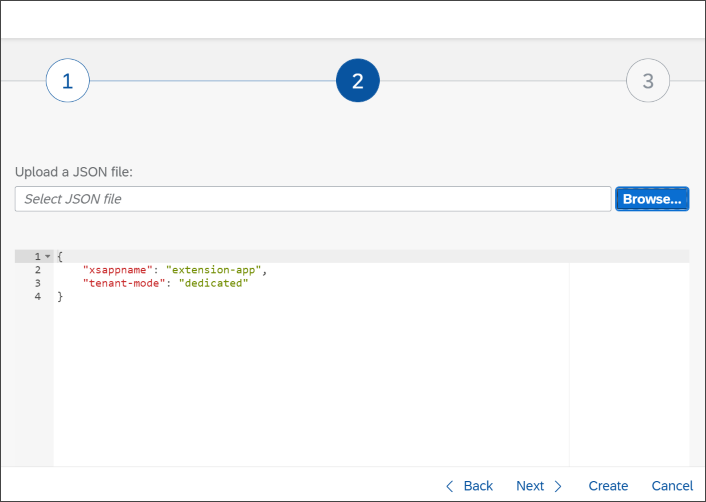 1 2 3
Upload a JSON file:
Select JSON file Browse...
1 {
2 "xsappname": "extension-app",
3 "tenant-mode": "dedicated"
4 }
Back Next Create Cancel